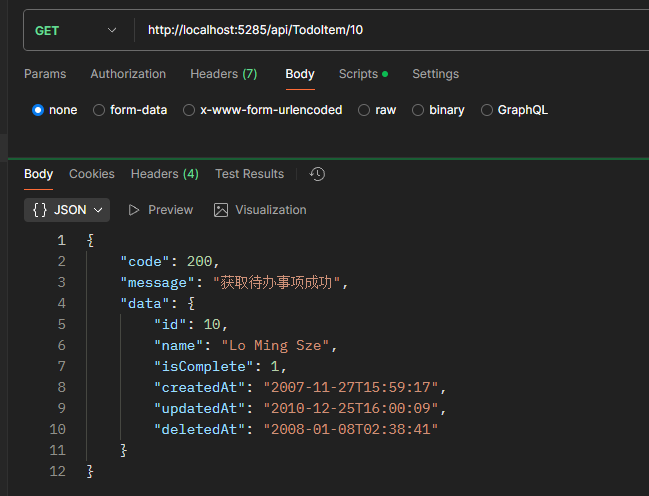 GET http://localhost:5285/api/TodoItem/10
Params Authorization Headers (7) Body Scripts Settings
none form-data x-www-form-urlencoded raw binary GraphQL
Body Cookies Headers (4) Test Results
{} JSON Preview Visualization
1 {
2 "code": 200,
3 "message": "获取待办事项成功",
4 "data": {
5 "id": 10,
6 "name": "Lo Ming Sze",
7 "isComplete": 1,
8 "createdAt": "2007-11-27T15:59:17",
9 "updatedAt": "2010-12-25T16:00:09",
10 "deletedAt": "2008-01-08T02:38:41"
11 }
12 }